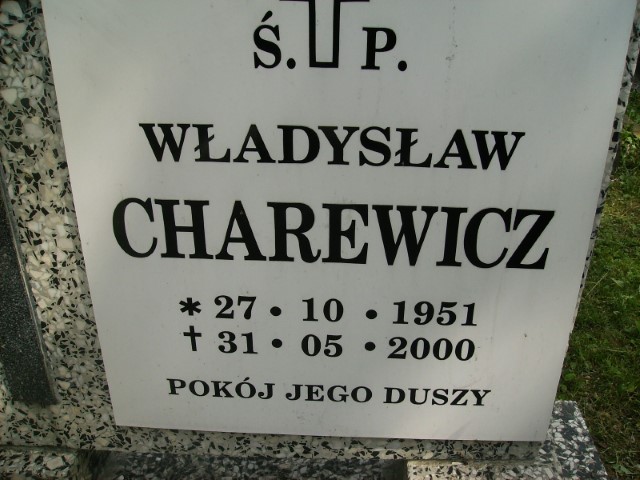 Ś. P.
WŁADYSŁAW
CHAREWICZ
* 27 • 10 • 1951
† 31 • 05 • 2000
POKÓJ JEGO DUSZY